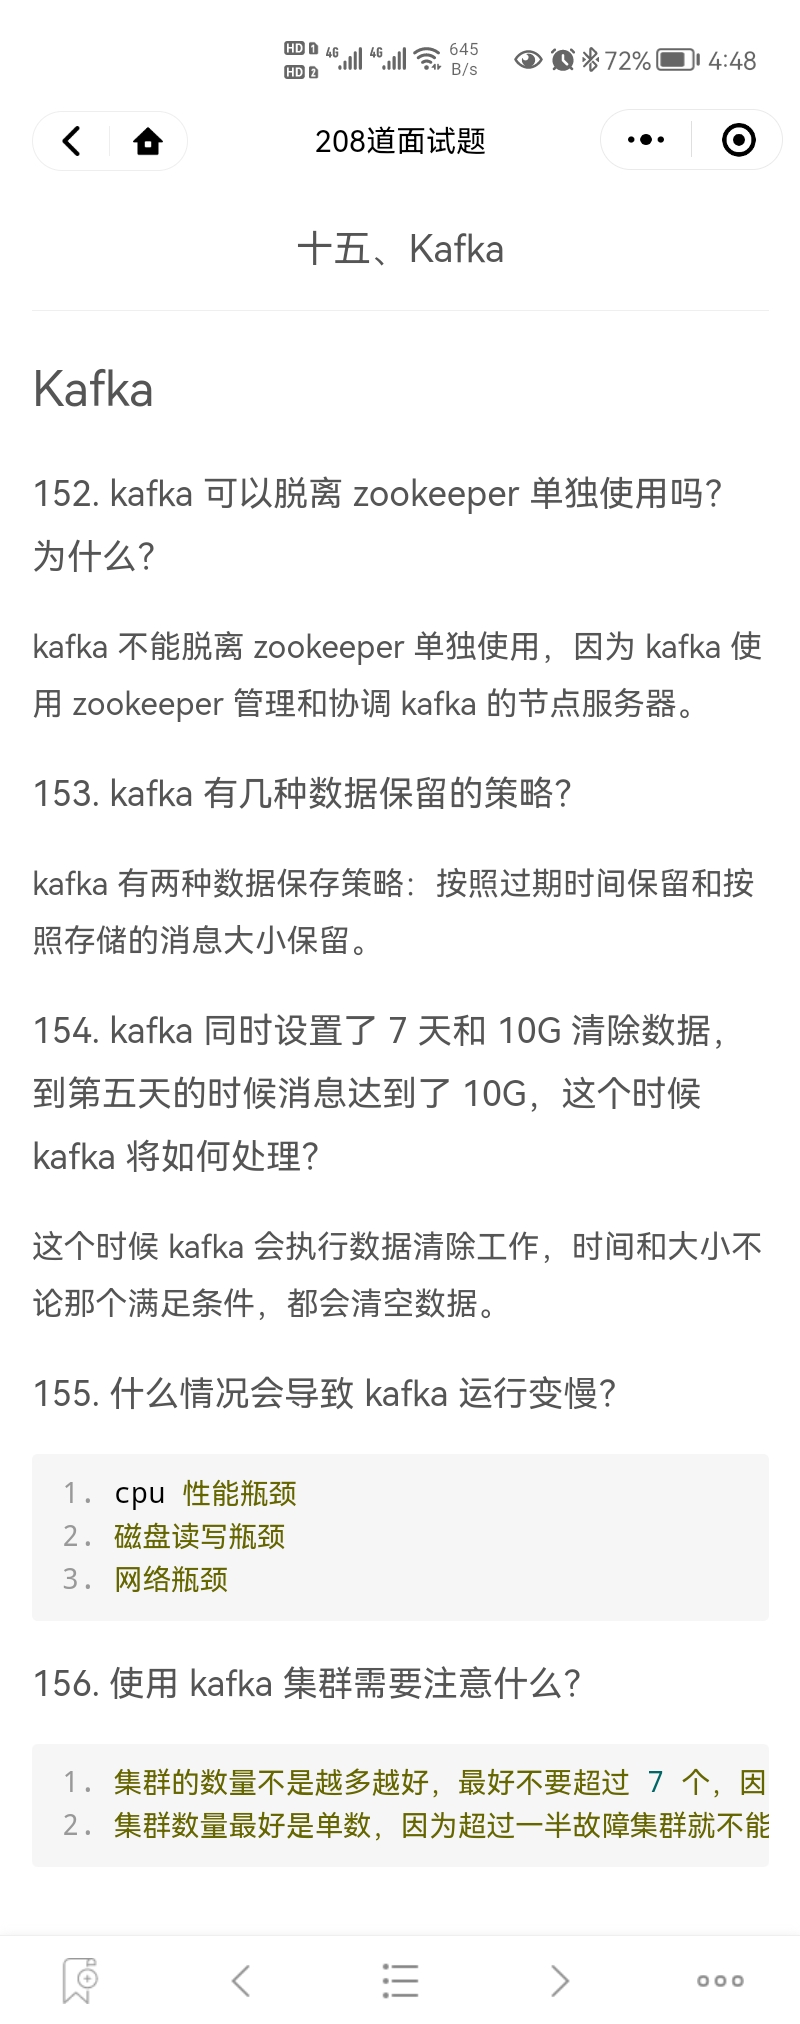 HD 1 4G 4G 645 72% 4:48
HD 2 B/s
208道面试题
十五、Kafka
Kafka
152. kafka 可以脱离 zookeeper 单独使用吗？
为什么？
kafka 不能脱离 zookeeper 单独使用，因为 kafka 使
用 zookeeper 管理和协调 kafka 的节点服务器。
153. kafka 有几种数据保留的策略？
kafka 有两种数据保存策略：按照过期时间保留和按
照存储的消息大小保留。
154. kafka 同时设置了 7 天和 10G 清除数据，
到第五天的时候消息达到了 10G，这个时候
kafka 将如何处理？
这个时候 kafka 会执行数据清除工作，时间和大小不
论那个满足条件，都会清空数据。
155. 什么情况会导致 kafka 运行变慢？
1. cpu 性能瓶颈
2. 磁盘读写瓶颈
3. 网络瓶颈
156. 使用 kafka 集群需要注意什么？
1. 集群的数量不是越多越好，最好不要超过 7 个，因
2. 集群数量最好是单数，因为超过一半故障集群就不能